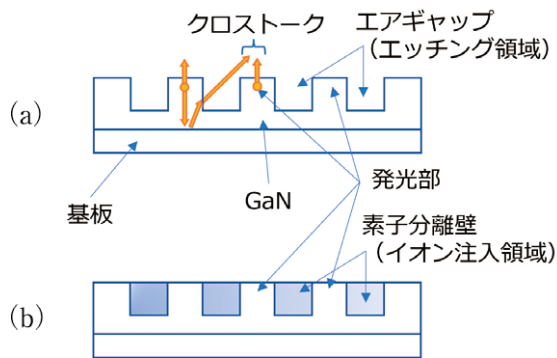 クロストーク
エアギャップ
（エッチング領域）
(a)
基板
GaN
発光部
素子分離壁
（イオン注入領域）
(b)